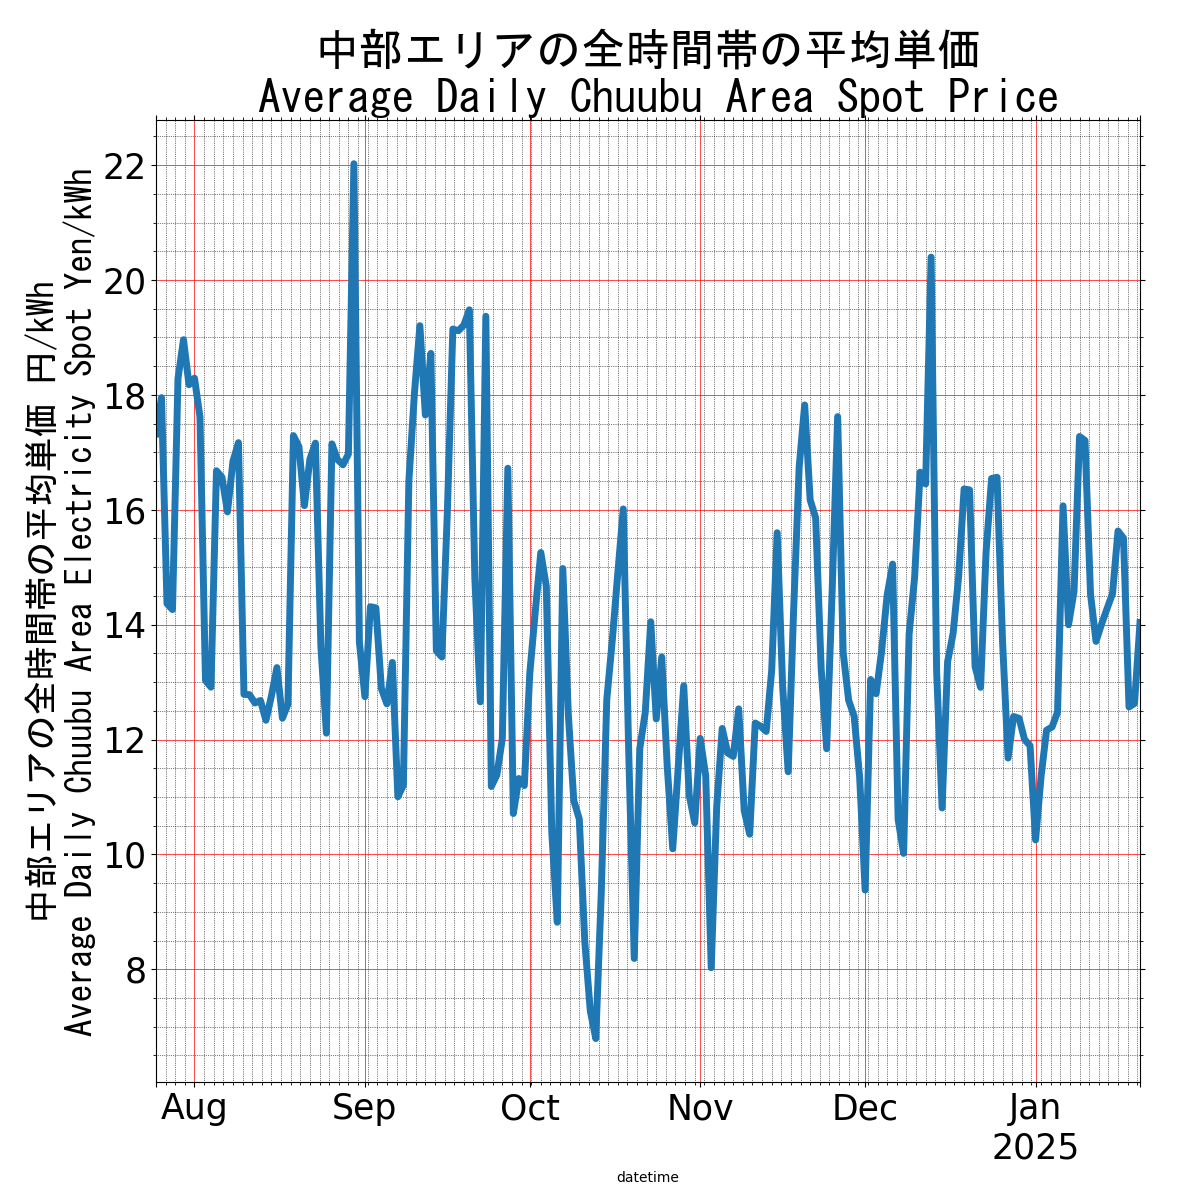 中部エリアの全時間帯の平均単価
Average Daily Chuubu Area Spot Price
中部エリアの全時間帯の平均単価 円/kWh
Average Daily Chuubu Area Electricity Spot Yen/kWh
22
20
18
16
14
12
10
8
Aug
Sep
Oct
Nov
Dec
Jan
2025
datetime